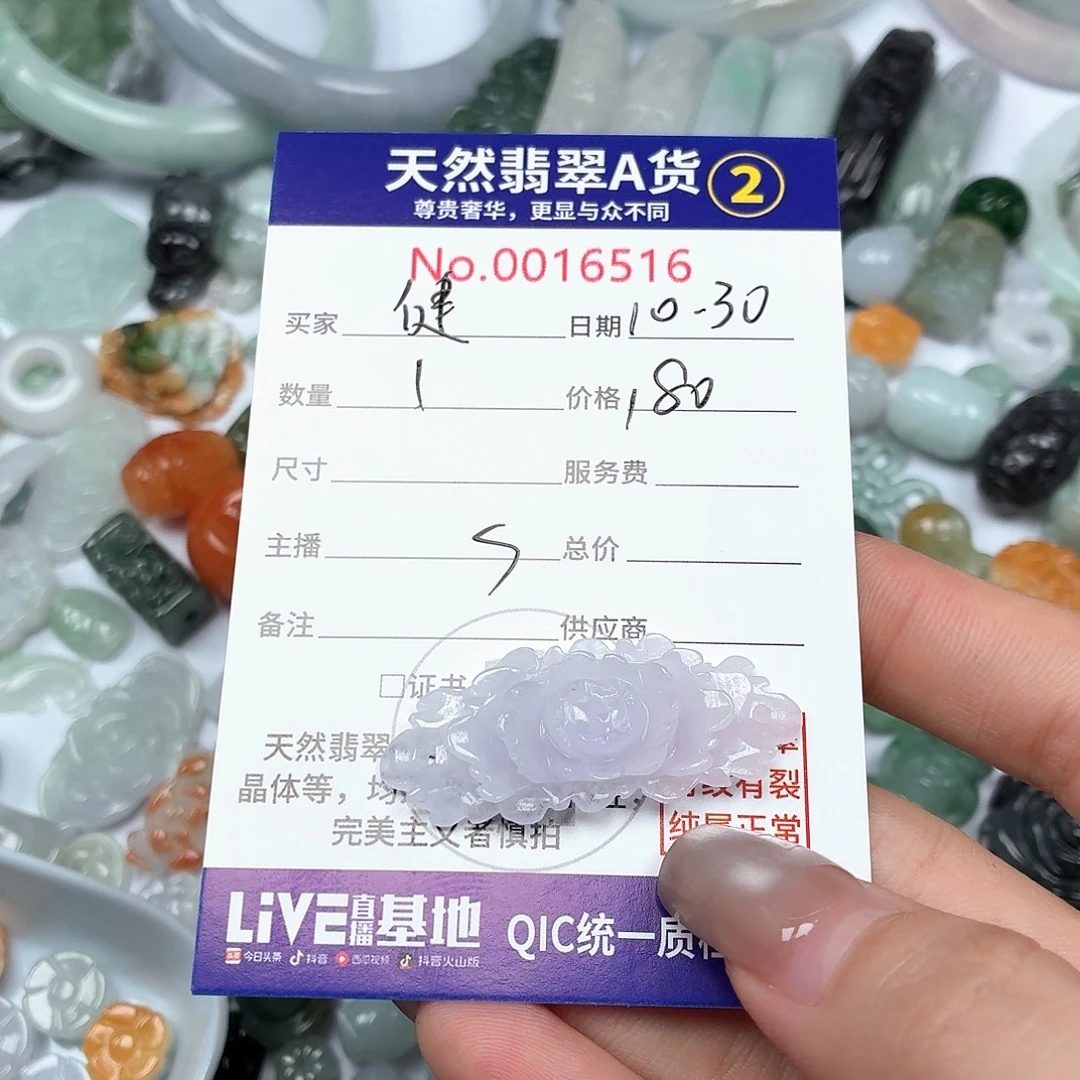 天然翡翠A货 2
尊贵奢华，更显与众不同
No.0016516
买家 健 日期 10-30
数量 1 价格 180
尺寸 服务费
主播 总价
备注 供应商
□证书
天然翡翠
晶体等，均
有裂
完美主义者慎拍 纯属正常
LiVE直播基地 QIC统一质检
今日头条 抖音 西瓜视频 抖音火山版